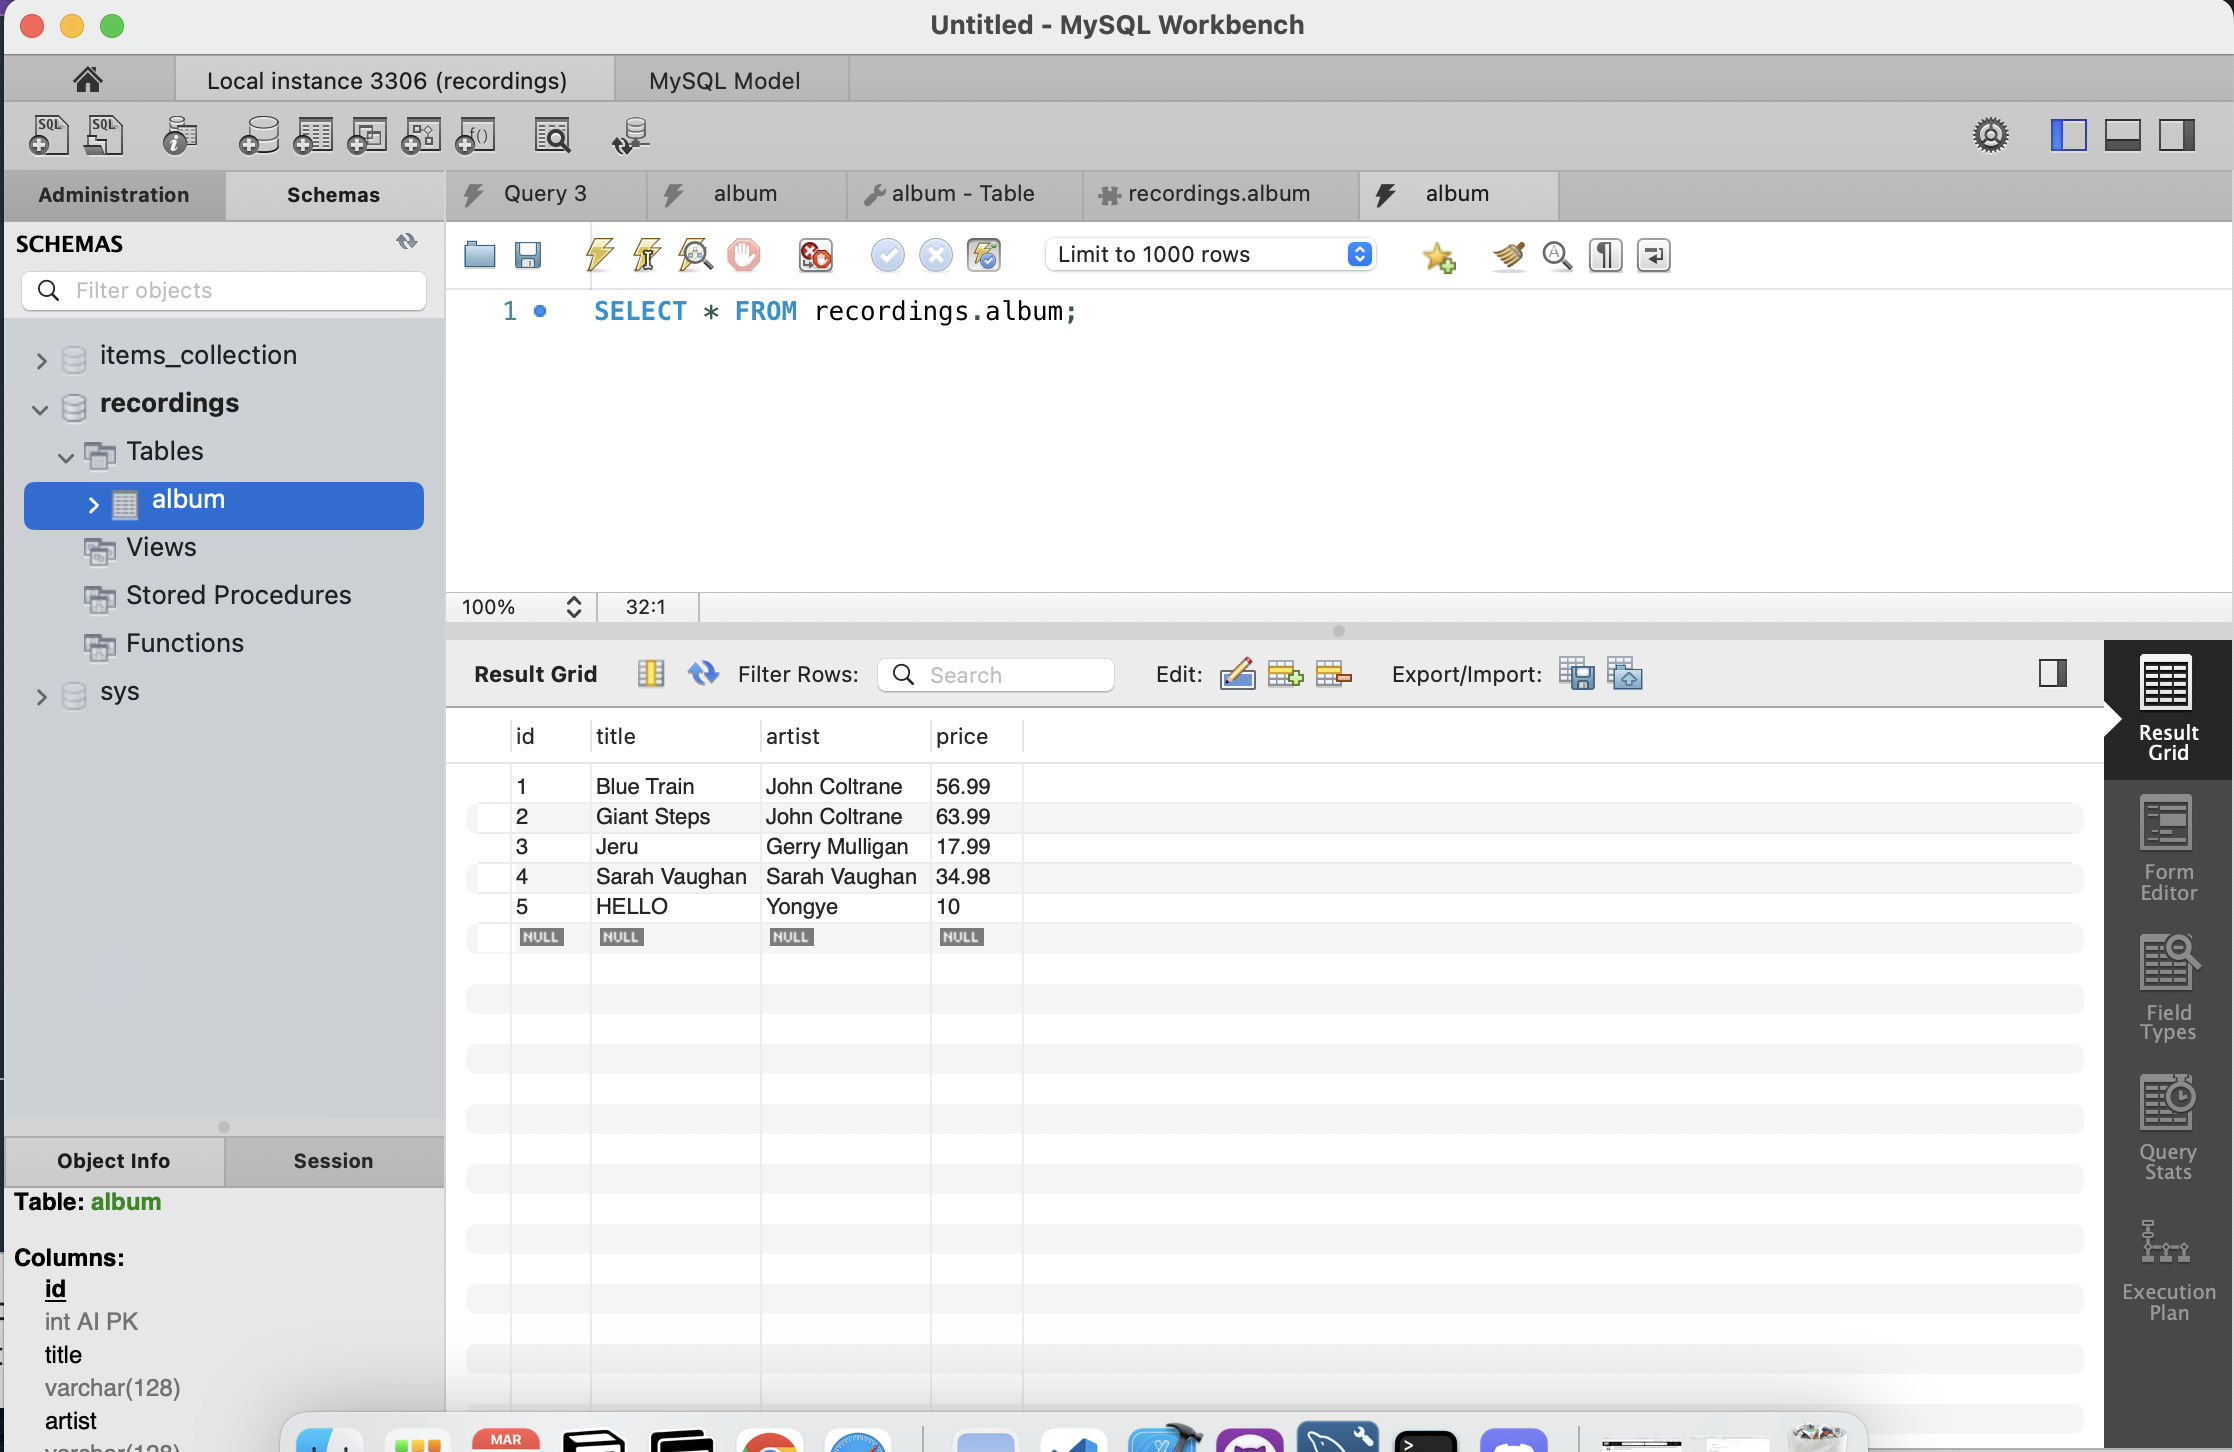 Untitled - MySQL Workbench
Local instance 3306 (recordings)
MySQL Model
SQL
SQL
Administration
Schemas
Query 3
album
album - Table
recordings.album
album
SCHEMAS
Filter objects
Limit to 1000 rows
1
SELECT * FROM recordings.album;
items_collection
recordings
Tables
album
Views
Stored Procedures
Functions
sys
100%
32:1
Result Grid
Filter Rows:
Search
Edit:
Export/Import:
id title artist price
1 Blue Train John Coltrane 56.99
2 Giant Steps John Coltrane 63.99
3 Jeru Gerry Mulligan 17.99
4 Sarah Vaughan Sarah Vaughan 34.98
5 HELLO Yongye 10
NULL NULL NULL NULL
Result
Grid
Form
Editor
Field
Types
Query
Stats
Execution
Plan
Object Info
Session
Table: album
Columns:
id
int AI PK
title
varchar(128)
artist
varchar(128)
MAR